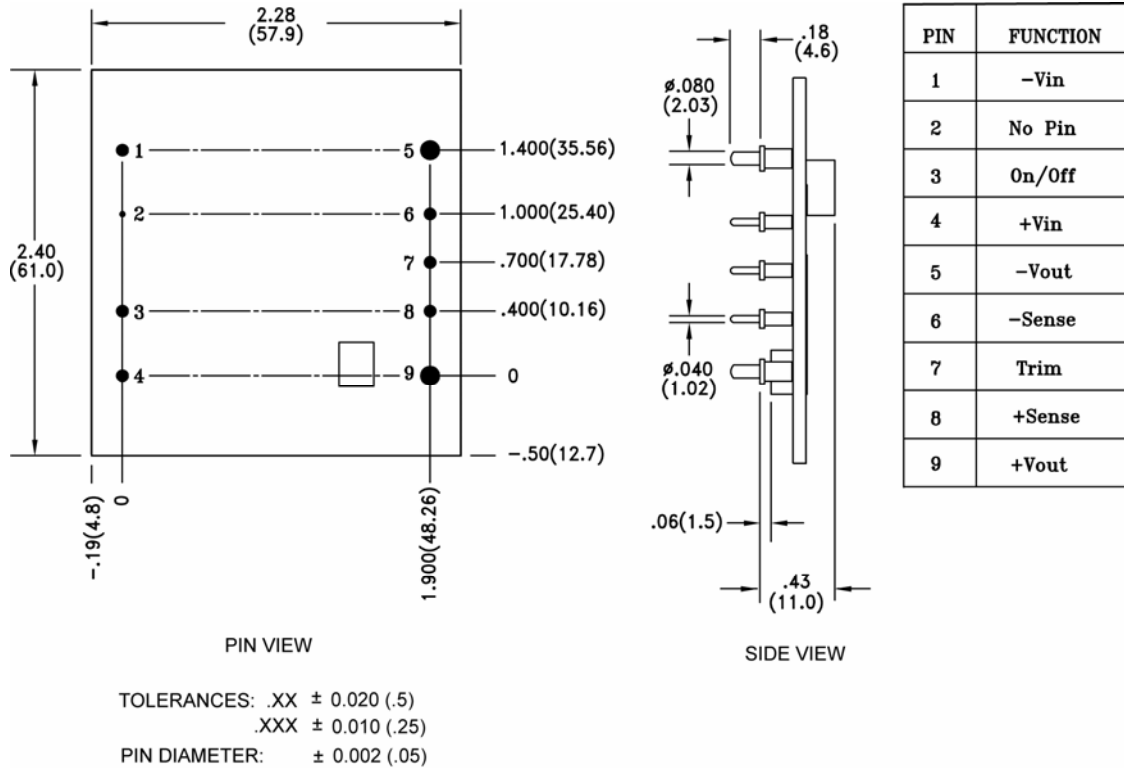 2.28
(57.9)
2.40
(61.0)
1
2
3
4
5
6
7
8
9
1.400(35.56)
1.000(25.40)
.700(17.78)
.400(10.16)
0
-.50(12.7)
-.19(4.8)
0
1.900(48.26)
PIN VIEW
TOLERANCES: .XX ± 0.020 (.5)
.XXX ± 0.010 (.25)
PIN DIAMETER: ± 0.002 (.05)
.18
(4.6)
ø.080
(2.03)
ø.040
(1.02)
.06(1.5)
.43
(11.0)
SIDE VIEW
PIN FUNCTION
1 -Vin
2 No Pin
3 On/Off
4 +Vin
5 -Vout
6 -Sense
7 Trim
8 +Sense
9 +Vout